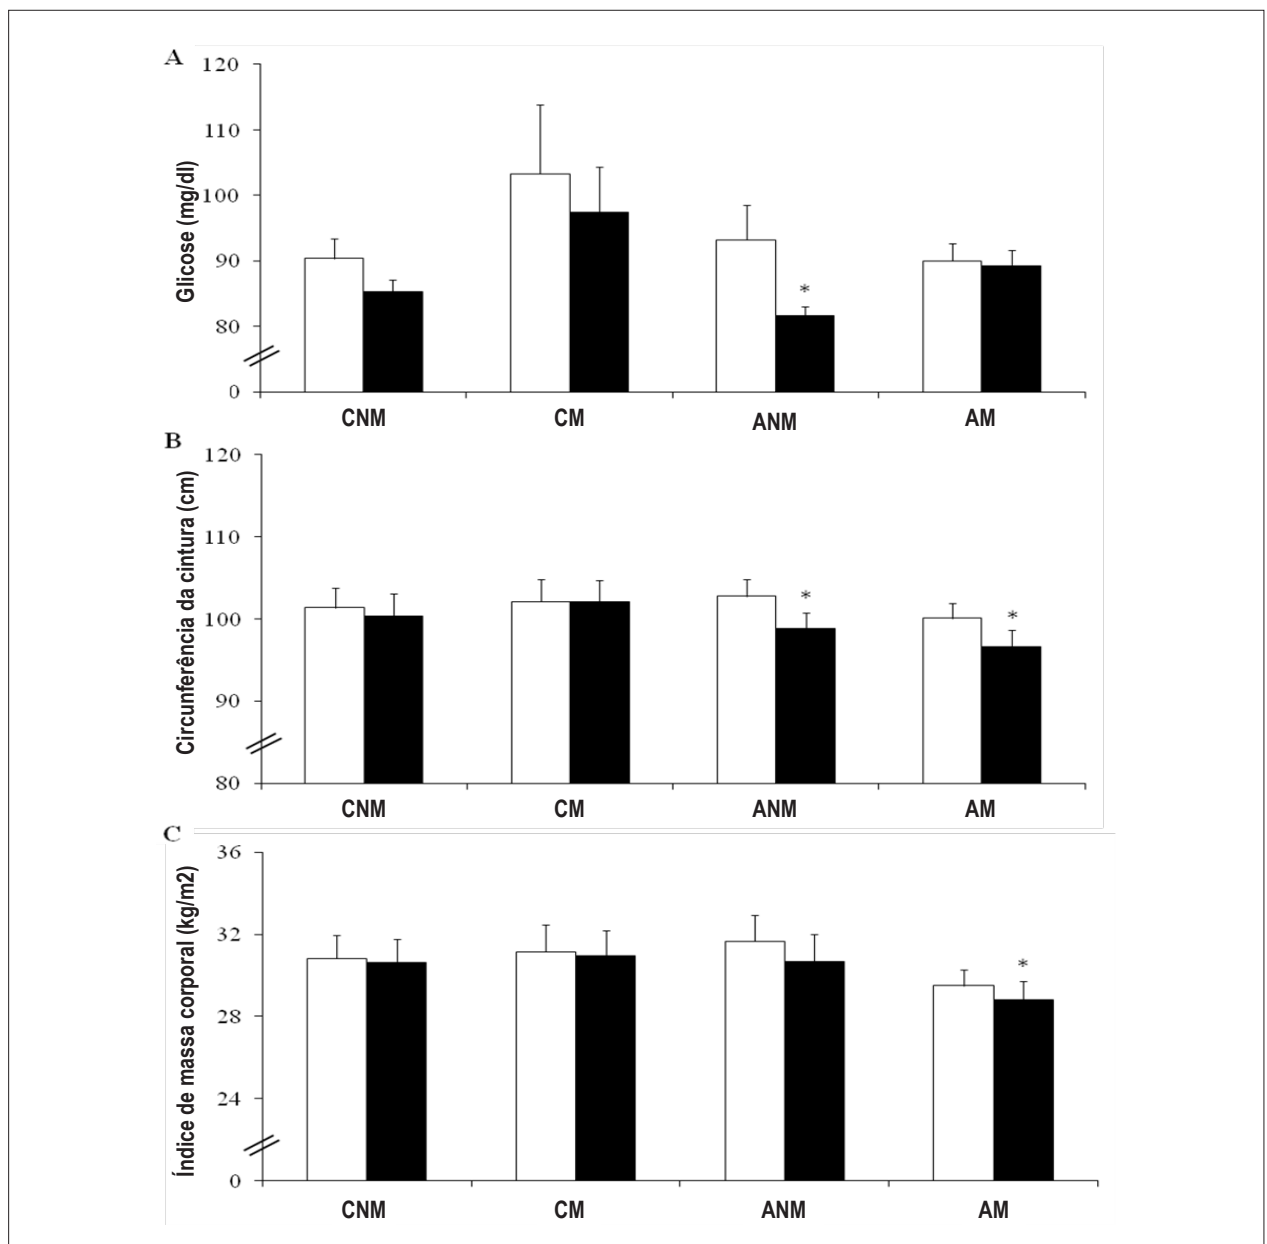 A
Glicose (mg/dl)
120
110
100
90
80
0
*
CNM CM ANM AM
B
Circunferência da cintura (cm)
120
110
100
90
80
* *
CNM CM ANM AM
C
Índice de massa corporal (kg/m2)
36
32
28
24
0
*
CNM CM ANM AM